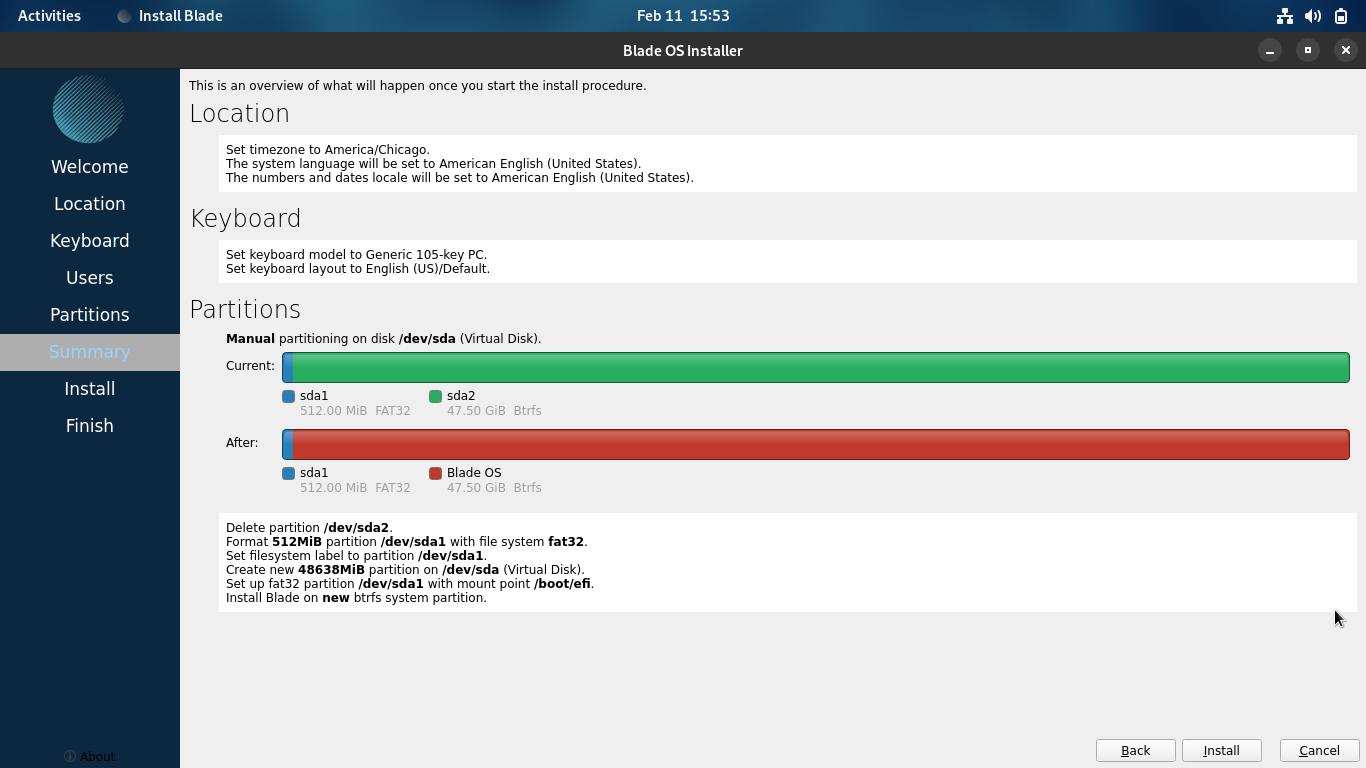 Activities Install Blade Feb 11 15:53
Blade OS Installer
Welcome
Location
Keyboard
Users
Partitions
Summary
Install
Finish
About
This is an overview of what will happen once you start the install procedure.
Location
Set timezone to America/Chicago.
The system language will be set to American English (United States).
The numbers and dates locale will be set to American English (United States).
Keyboard
Set keyboard model to Generic 105-key PC.
Set keyboard layout to English (US)/Default.
Partitions
Manual partitioning on disk /dev/sda (Virtual Disk).
Current:
sda1 sda2
512.00 MiB FAT32 47.50 GiB Btrfs
After:
sda1 Blade OS
512.00 MiB FAT32 47.50 GiB Btrfs
Delete partition /dev/sda2.
Format 512MiB partition /dev/sda1 with file system fat32.
Set filesystem label to partition /dev/sda1.
Create new 48638MiB partition on /dev/sda (Virtual Disk).
Set up fat32 partition /dev/sda1 with mount point /boot/efi.
Install Blade on new btrfs system partition.
Back Install Cancel